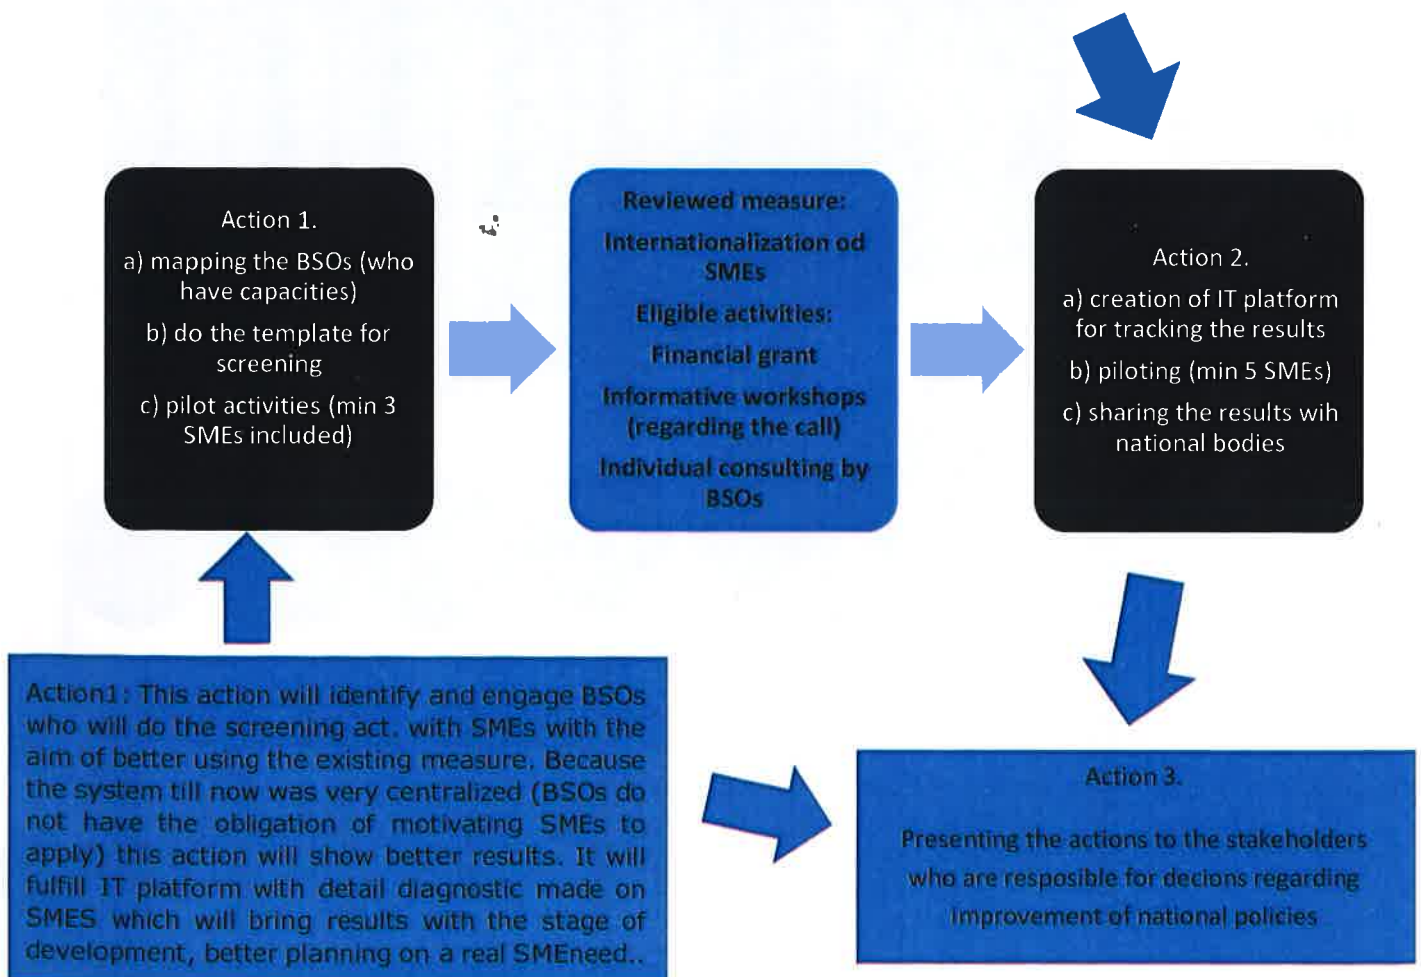 Action 1.
a) mapping the BSOs (who
have capacities)
b) do the template for
screening
c) pilot activities (min 3
SMEs included)
Reviewed measure:
Internationalization od
SMEs
Eligible activities:
Financial grant
Informative workshops
(regarding the call)
Individual consulting by
BSOs
Action 2.
a) creation of IT platform
for tracking the results
b) piloting (min 5 SMEs)
c) sharing the results wih
national bodies
Action1: This action will identify and engage BSOs
who will do the screening act. with SMEs with the
aim of better using the existing measure. Because
the system till now was very centralized (BSOs do
not have the obligation of motivating SMEs to
apply) this action will show better results. It will
fulfill IT platform with detail diagnostic made on
SMES which will bring results with the stage of
development, better planning on a real SMEneed..
Action 3.
Presenting the actions to the stakeholders
who are resposible for decions regarding
improvement of national policies